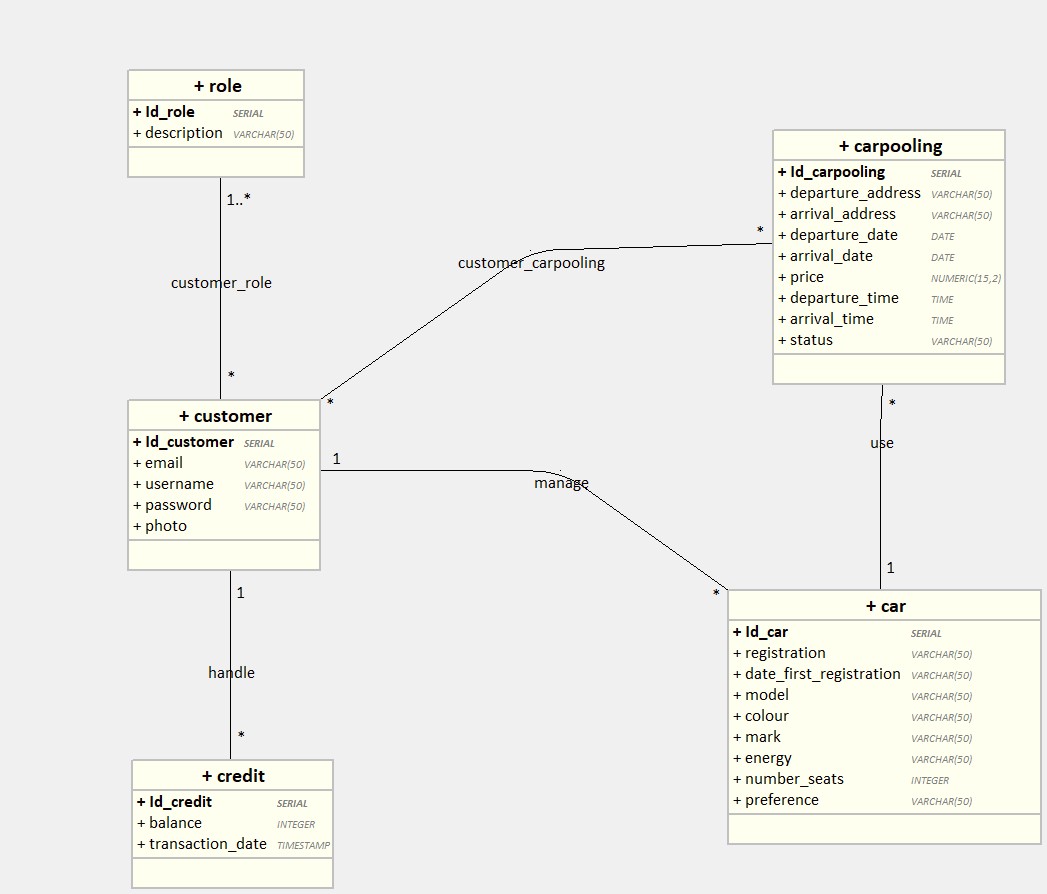 + role
+ Id_role SERIAL
+ description VARCHAR(50)
1..*
customer_role
*
+ carpooling
+ Id_carpooling SERIAL
+ departure_address VARCHAR(50)
+ arrival_address VARCHAR(50)
+ departure_date DATE
+ arrival_date DATE
+ price NUMERIC(15,2)
+ departure_time TIME
+ arrival_time TIME
+ status VARCHAR(50)
*
customer_carpooling
*
+ customer
+ Id_customer SERIAL
+ email VARCHAR(50)
+ username VARCHAR(50)
+ password VARCHAR(50)
+ photo
1
manage
*
*
use
1
1
handle
*
+ car
+ Id_car SERIAL
+ registration VARCHAR(50)
+ date_first_registration VARCHAR(50)
+ model VARCHAR(50)
+ colour VARCHAR(50)
+ mark VARCHAR(50)
+ energy VARCHAR(50)
+ number_seats INTEGER
+ preference VARCHAR(50)
+ credit
+ Id_credit SERIAL
+ balance INTEGER
+ transaction_date TIMESTAMP